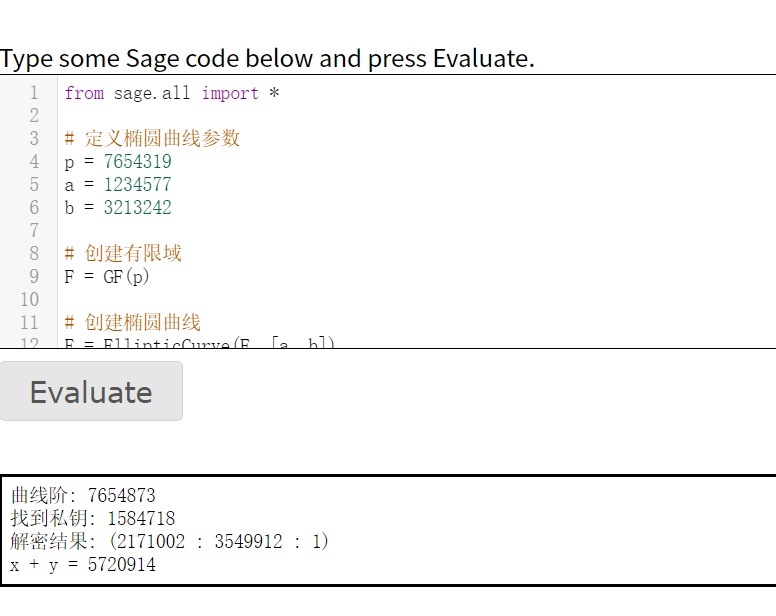 Type some Sage code below and press Evaluate.
1 from sage.all import *
2
3 # 定义椭圆曲线参数
4 p = 7654319
5 a = 1234577
6 b = 3213242
7
8 # 创建有限域
9 F = GF(p)
10
11 # 创建椭圆曲线
12 E = EllipticCurve(F, [a, b])
Evaluate
曲线阶: 7654873
找到私钥: 1584718
解密结果: (2171002 : 3549912 : 1)
x + y = 5720914